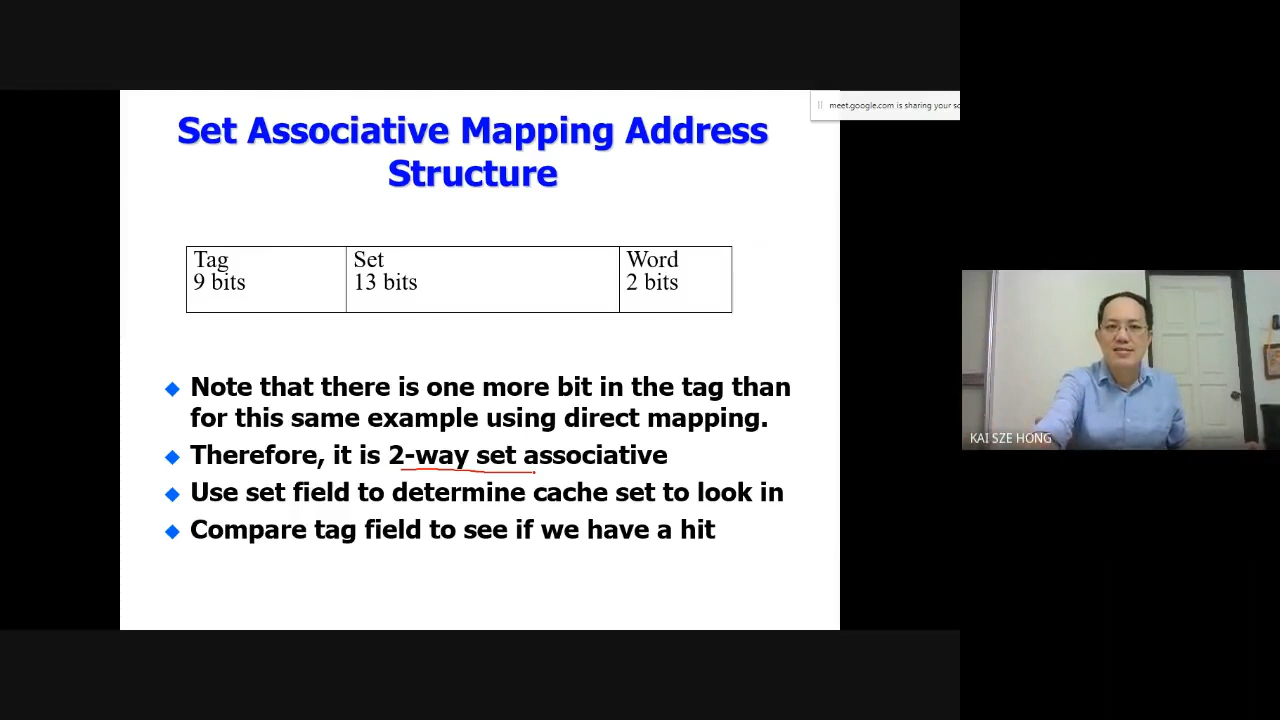 Set Associative Mapping Address
Structure
meet.google.com is sharing your
Tag
9 bits
Set
13 bits
Word
2 bits
Note that there is one more bit in the tag than
for this same example using direct mapping.
Therefore, it is 2-way set associative
Use set field to determine cache set to look in
Compare tag field to see if we have a hit
KAI SZE HONG